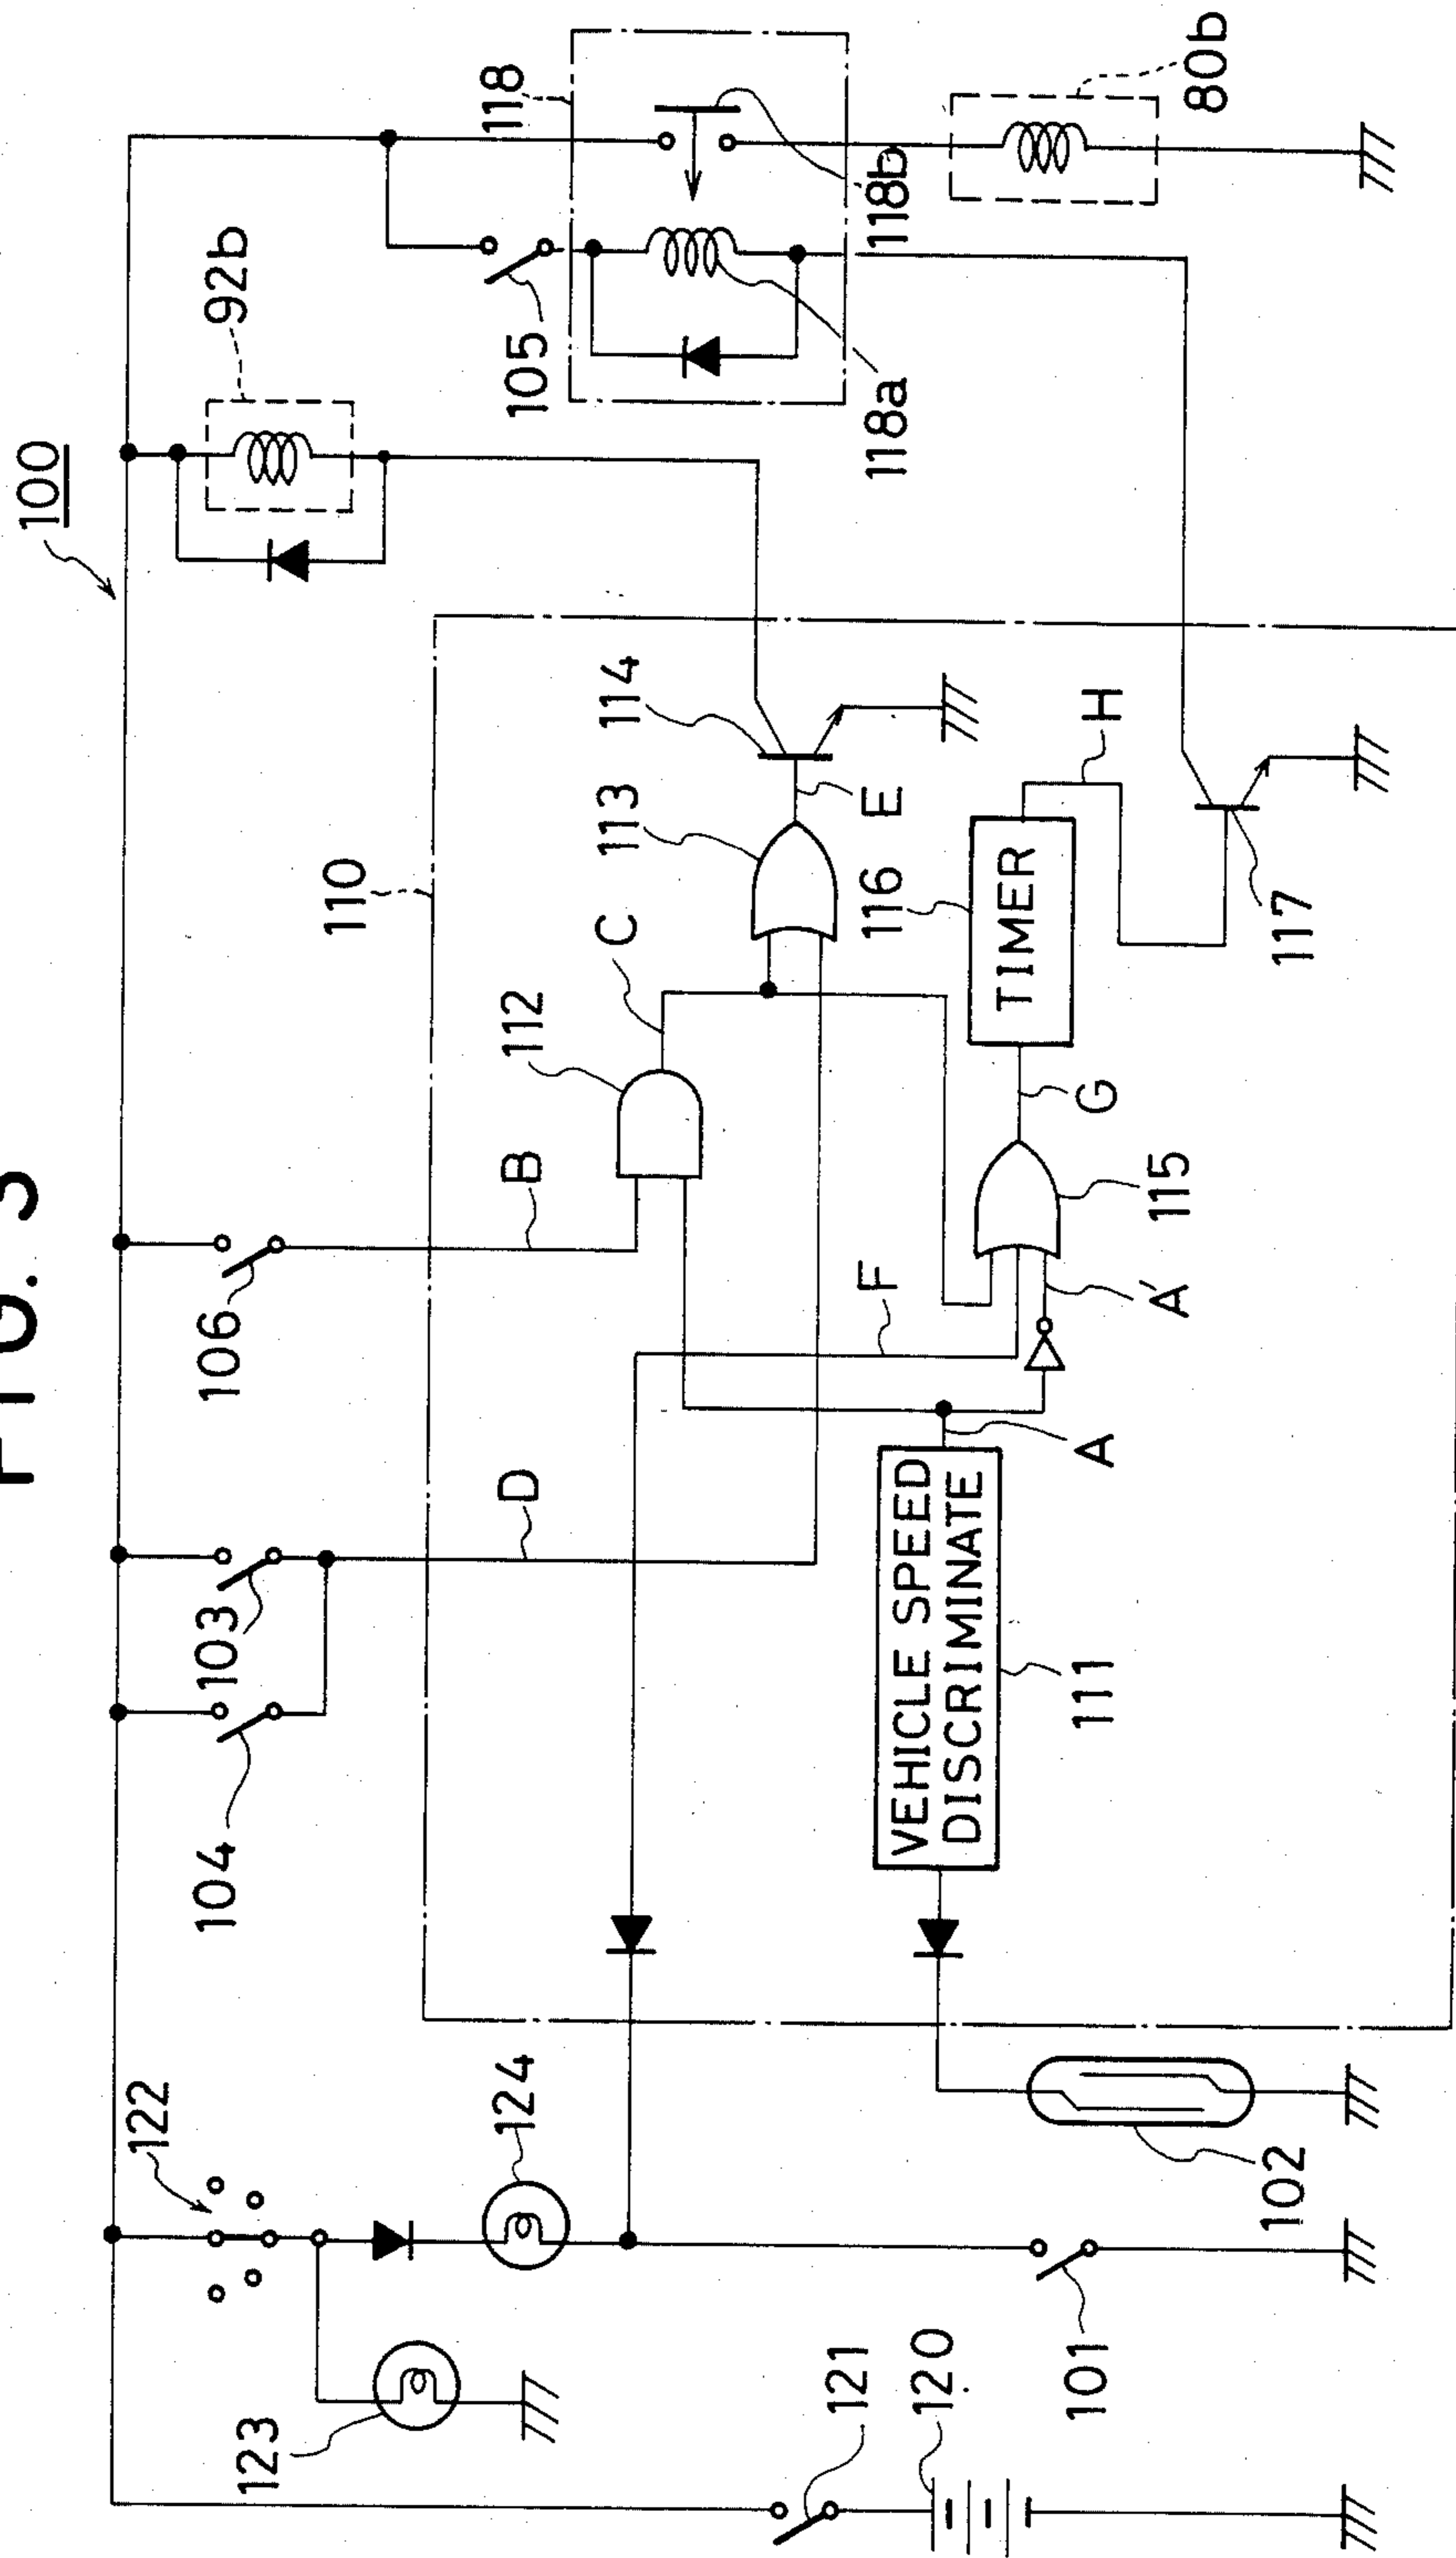 FIG. 3
100
122
106
103
104
92b
118
105
118b
118a
80b
110
123
124
D
B
112
C
113
114
E
F
116
TIMER
H
G
115
A'
A
117
VEHICLE SPEED
DISCRIMINATE
111
102
101
121
120